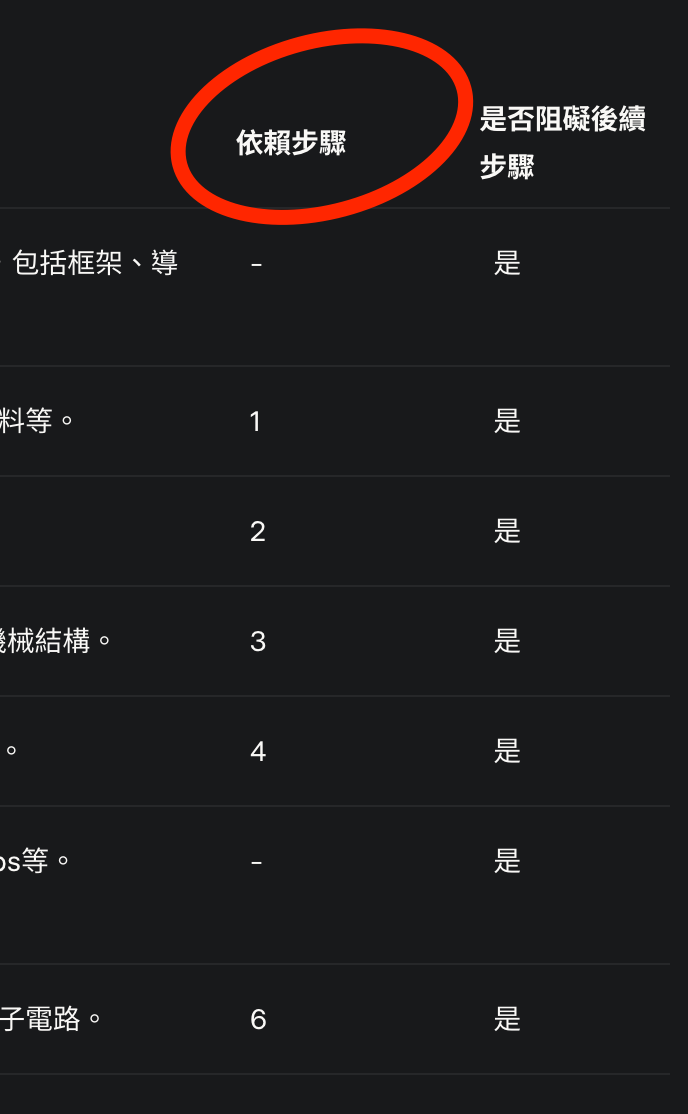 依賴步驟
是否阻礙後續
步驟
包括框架、導 - 是
料等。 1 是
2 是
械結構。 3 是
。 4 是
os等。 - 是
子電路。 6 是